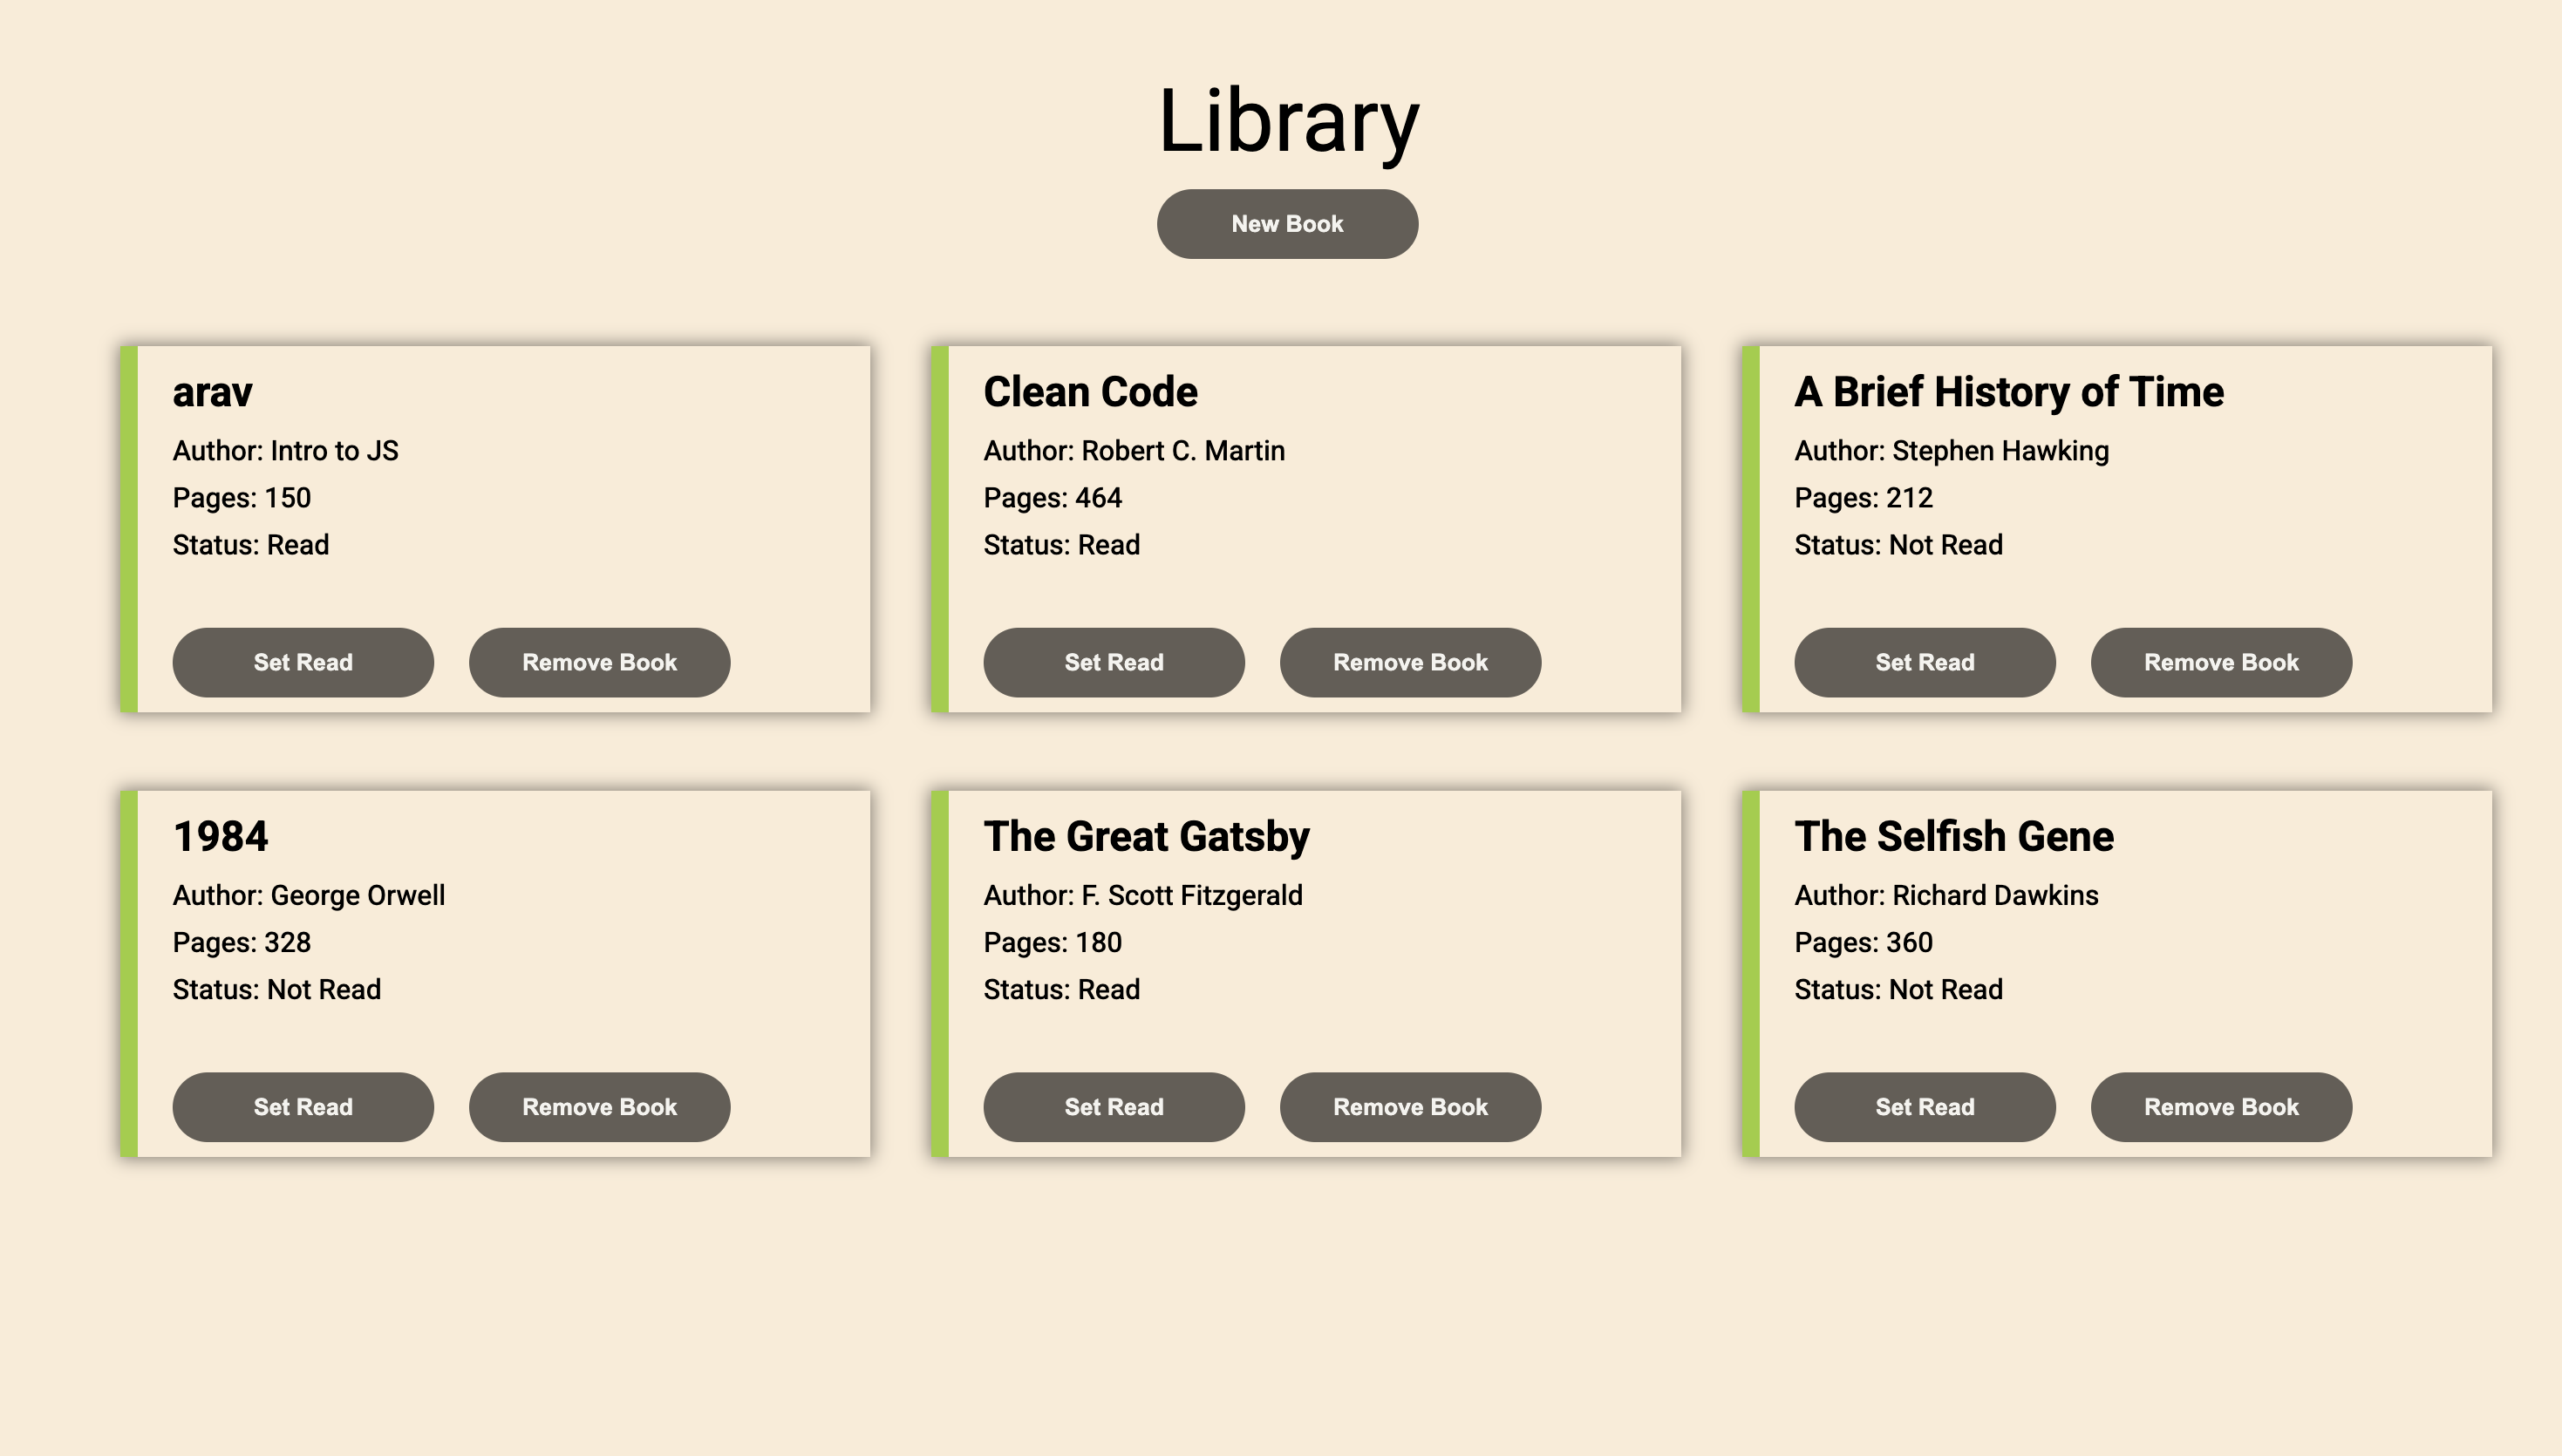 Library
New Book
arav
Author: Intro to JS
Pages: 150
Status: Read
Set Read
Remove Book
Clean Code
Author: Robert C. Martin
Pages: 464
Status: Read
Set Read
Remove Book
A Brief History of Time
Author: Stephen Hawking
Pages: 212
Status: Not Read
Set Read
Remove Book
1984
Author: George Orwell
Pages: 328
Status: Not Read
Set Read
Remove Book
The Great Gatsby
Author: F. Scott Fitzgerald
Pages: 180
Status: Read
Set Read
Remove Book
The Selfish Gene
Author: Richard Dawkins
Pages: 360
Status: Not Read
Set Read
Remove Book